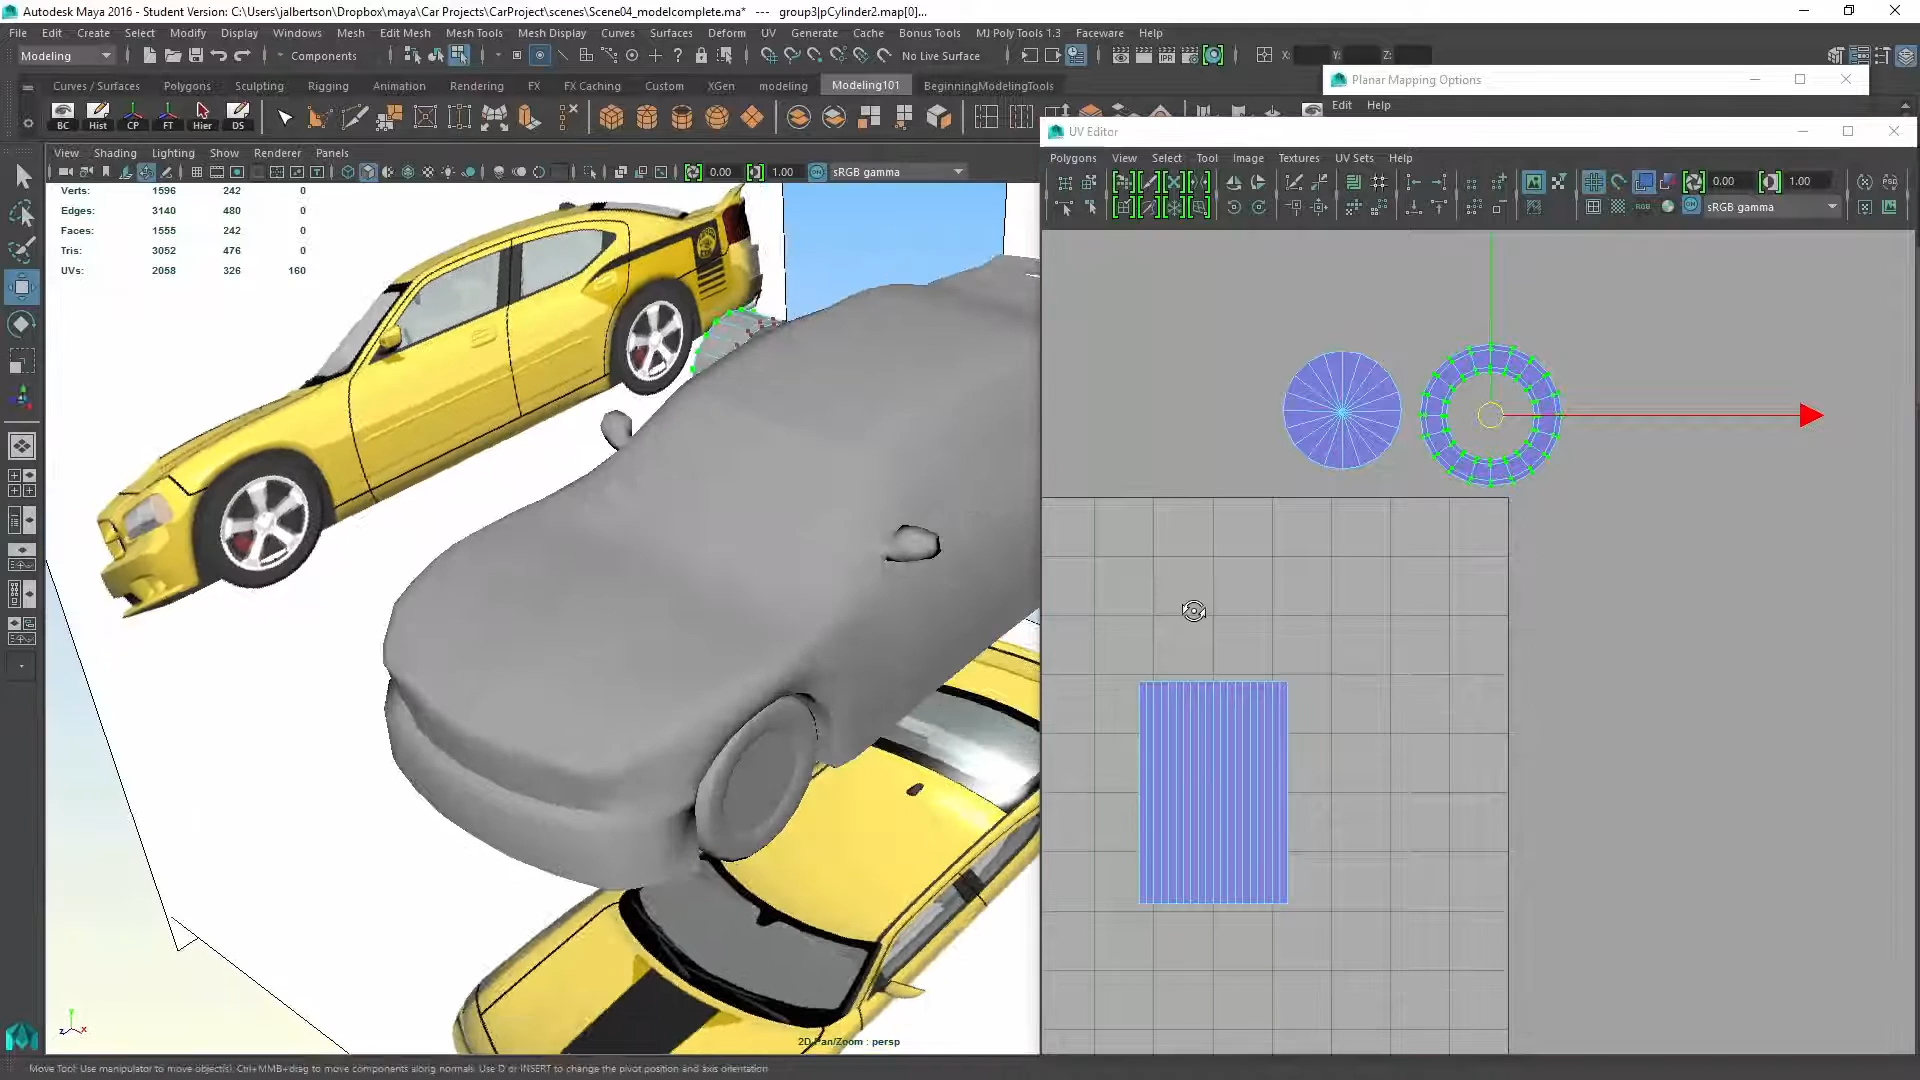 Autodesk Maya 2016 - Student Version: C:\Users\jalbertson\Dropbox\maya\Car Projects\CarProject\scenes\Scene04_modelcomplete.ma* --- group3|pCylinder2.map[0]...
File Edit Create Select Modify Display Windows Mesh Edit Mesh Mesh Tools Mesh Display Curves Surfaces Deform UV Generate Cache Bonus Tools MJ Poly Tools 1.3 Faceware Help
Modeling Components No Live Surface X: Y: Z:
Curves / Surfaces Polygons Sculpting Rigging Animation Rendering FX FX Caching Custom XGen modeling Modeling101 BeginningModelingTools
Planar Mapping Options
Edit Help
BC Hist CP FT Hier DS
UV Editor
View Shading Lighting Show Renderer Panels
Polygons View Select Tool Image Textures UV Sets Help
0.00 1.00 sRGB gamma
0.00 1.00
sRGB gamma
Verts: 1596 242 0
Edges: 3140 480 0
Faces: 1555 242 0
Tris: 3052 476 0
UVs: 2058 326 160
2D Pan/Zoom : persp
y
z x
Move Tool: Use manipulator to move object(s). Ctrl+MMB+drag to move components along normals. Use D or INSERT to change the pivot position and axis orientation